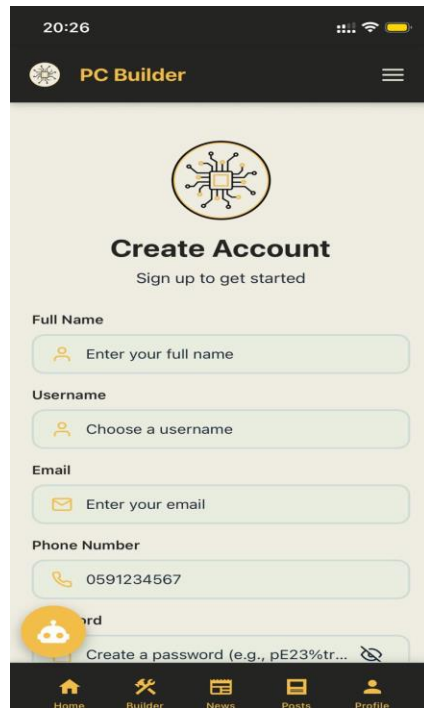 20:26
PC Builder
Create Account
Sign up to get started
Full Name
Enter your full name
Username
Choose a username
Email
Enter your email
Phone Number
0591234567
rd
Create a password (e.g., pE23%tr...
Home Builder News Posts Profile